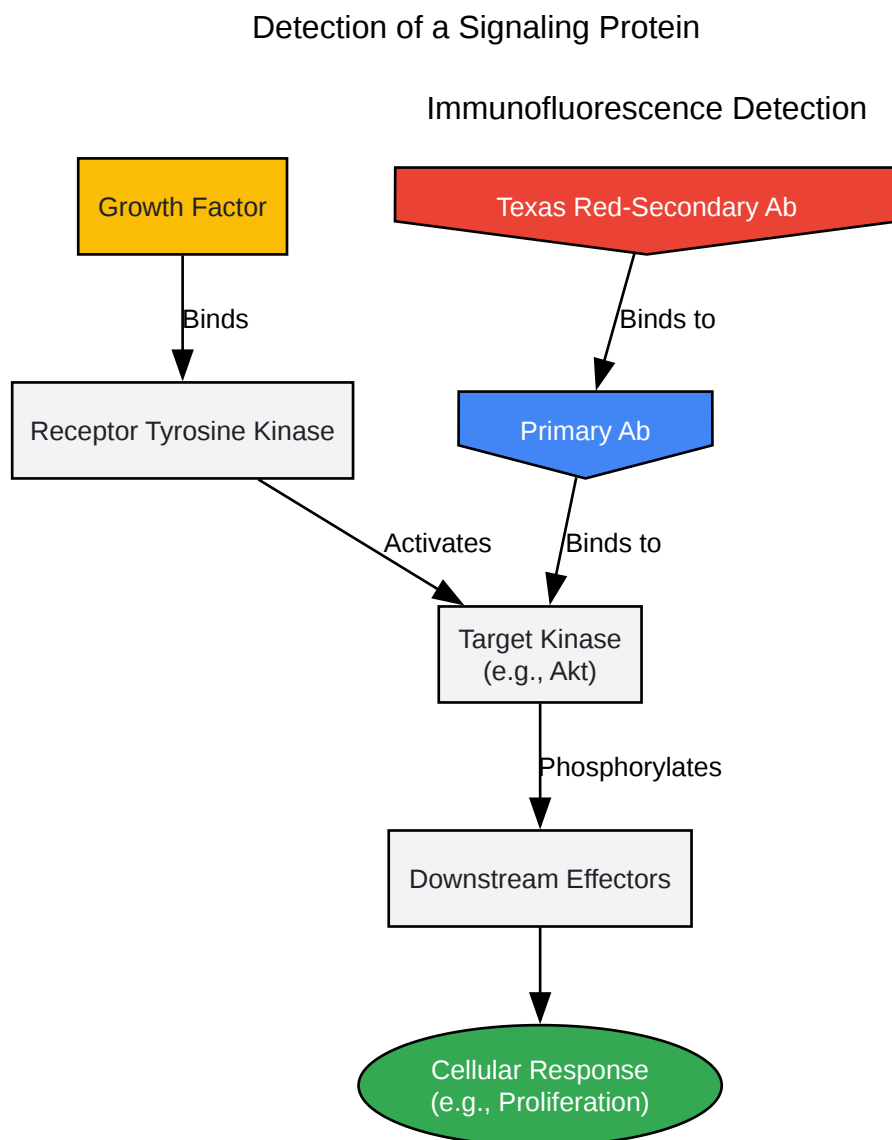 Detection of a Signaling Protein
Immunofluorescence Detection
Growth Factor
Texas Red-Secondary Ab
Binds
Binds to
Receptor Tyrosine Kinase
Primary Ab
Activates
Binds to
Target Kinase
(e.g., Akt)
Phosphorylates
Downstream Effectors
Cellular Response
(e.g., Proliferation)